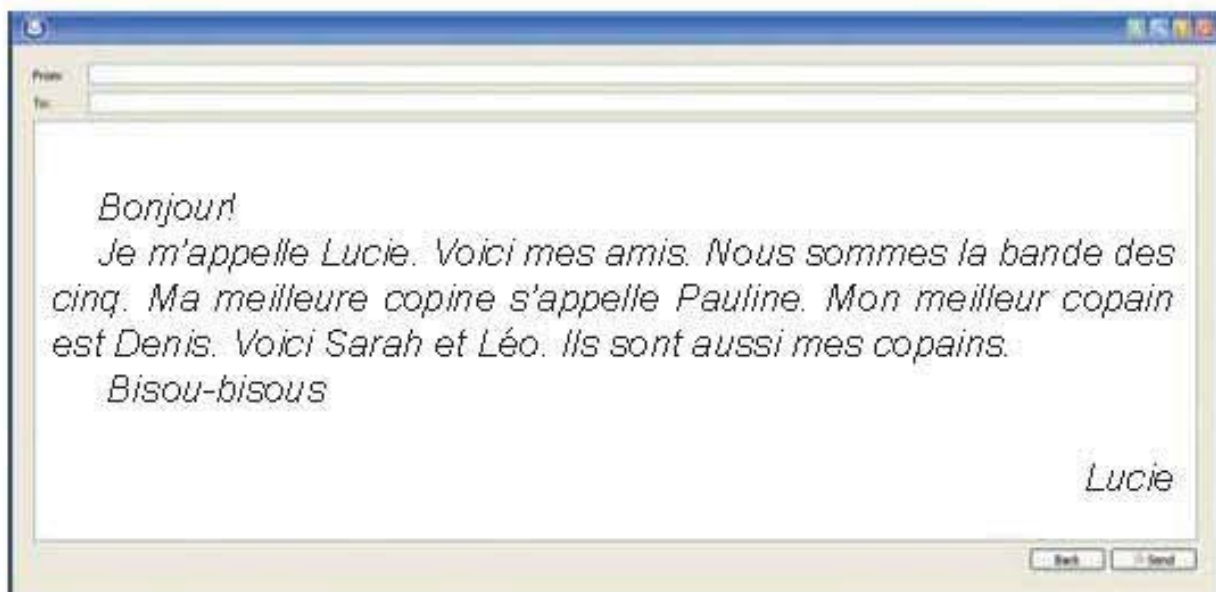 From:
To:
Bonjour!
Je m'appelle Lucie. Voici mes amis. Nous sommes la bande des
cinq. Ma meilleure copine s'appelle Pauline. Mon meilleur copain
est Denis. Voici Sarah et Léo. Ils sont aussi mes copains.
Bisou-bisous
Lucie
Back Send